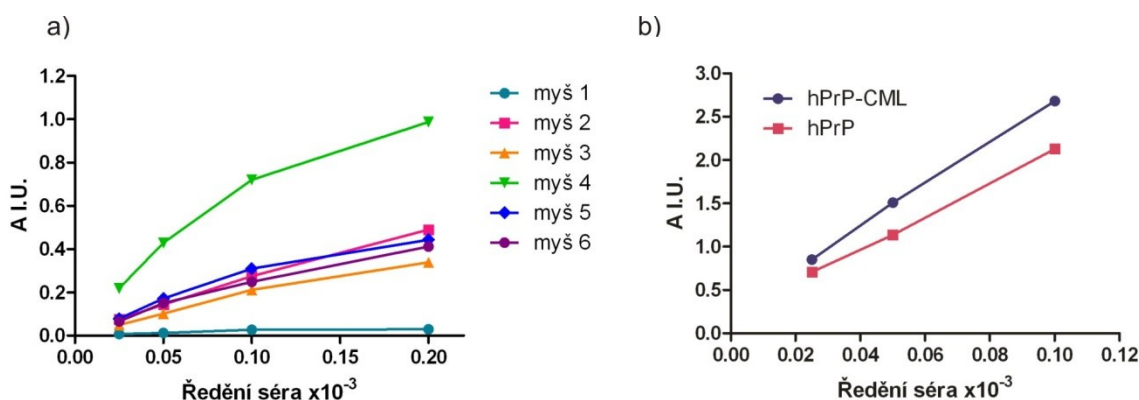 a)
1.2
1.0
0.8
0.6
0.4
0.2
0.0
A I.U.
0.00
0.05
0.10
0.15
0.20
Ředění séra x10⁻³
myš 1
myš 2
myš 3
myš 4
myš 5
myš 6
b)
3.0
2.5
2.0
1.5
1.0
0.5
0.0
A I.U.
hPrP-CML
hPrP
0.00
0.02
0.04
0.06
0.08
0.10
0.12
Ředění séra x10⁻³